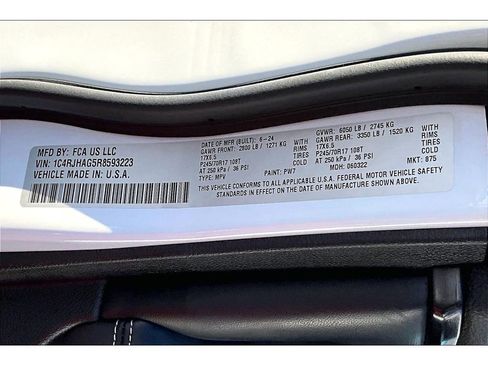 MFD BY: FCA US LLC
VIN: 1C4RJHAG5R8593223
VEHICLE MADE IN: U.S.A.
DATE OF MFR (BUILT): 6-24
GAWR FRONT: 2800 LB / 1271 KG WITH
17X6.5 RIMS
P245/70R17 108T TIRES
AT 250 kPa / 36 PSI COLD
TYPE: MPV PAINT: PW7
GVWR: 6050 LB / 2745 KG
GAWR REAR: 3350 LB / 1520 KG WITH
17X6.5 RIMS
P245/70R17 108T TIRES
AT 250 kPa / 36 PSI COLD
MDH: 060322 MKT: 875
THIS VEHICLE CONFORMS TO ALL APPLICABLE U.S.A. FEDERAL MOTOR VEHICLE SAFETY
STANDARDS IN EFFECT ON THE DATE OF MANUFACTURE SHOWN ABOVE.